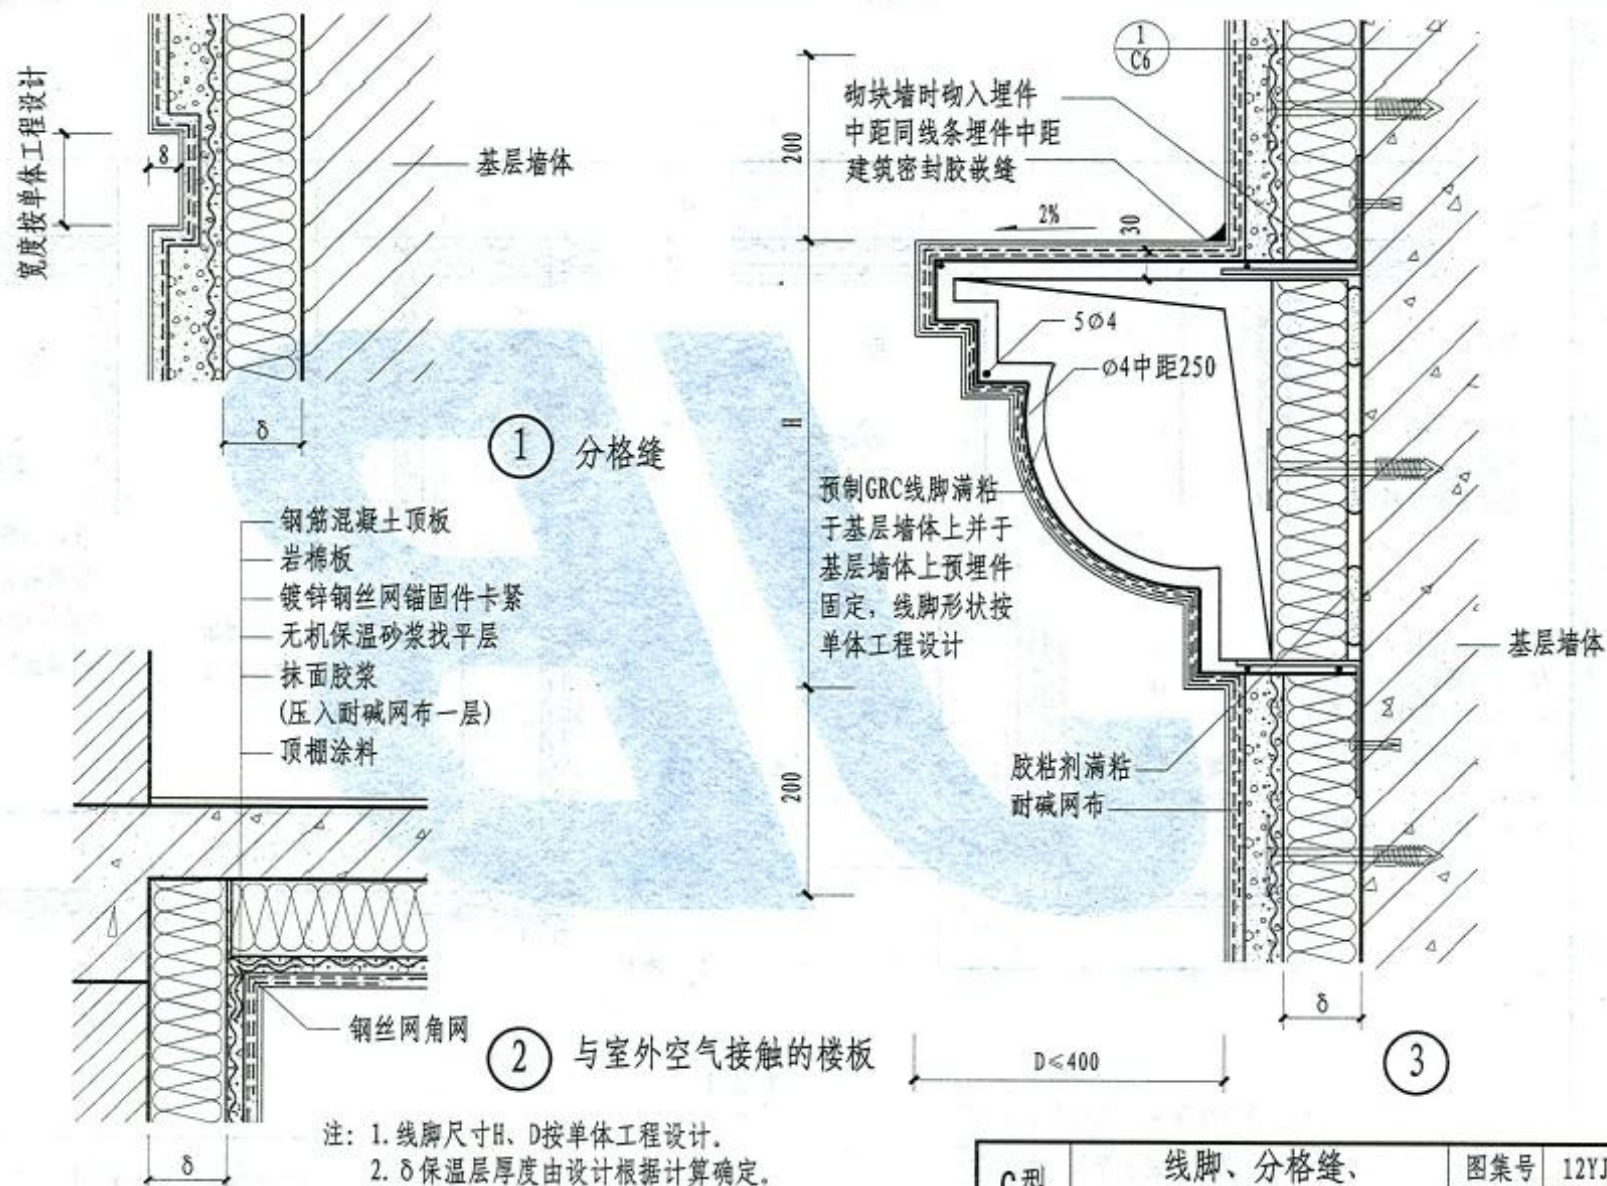 宽度按单体工程设计
8
基层墙体
δ
1 分格缝
钢筋混凝土顶板
岩棉板
镀锌钢丝网锚固件卡紧
无机保温砂浆找平层
抹面胶浆
(压入耐碱网布一层)
顶棚涂料
钢丝网角网
2 与室外空气接触的楼板
δ
1
C6
砌块墙时砌入埋件
中距同线条埋件中距
建筑密封胶嵌缝
200
2%
30
5∅4
∅4中距250
H
预制GRC线脚满粘
于基层墙体上并于
基层墙体上预埋件
固定，线脚形状按
单体工程设计
基层墙体
胶粘剂满粘
耐碱网布
200
δ
D≤400
3
注: 1.线脚尺寸H、D按单体工程设计.
2.δ保温层厚度由设计根据计算确定.
C型
线脚、分格缝、
图集号
12YJ